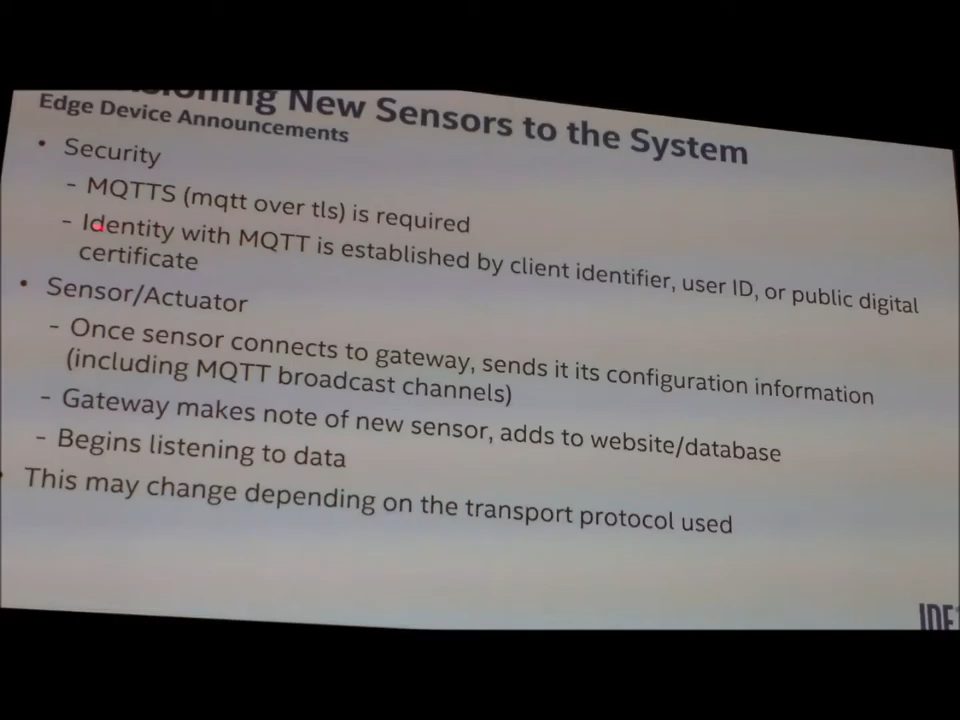 New Sensors to the System
Edge Device Announcements
• Security
– MQTTS (mqtt over tls) is required
– Identity with MQTT is established by client identifier, user ID, or public digital
certificate
• Sensor/Actuator
– Once sensor connects to gateway, sends it its configuration information
(including MQTT broadcast channels)
– Gateway makes note of new sensor, adds to website/database
– Begins listening to data
• This may change depending on the transport protocol used